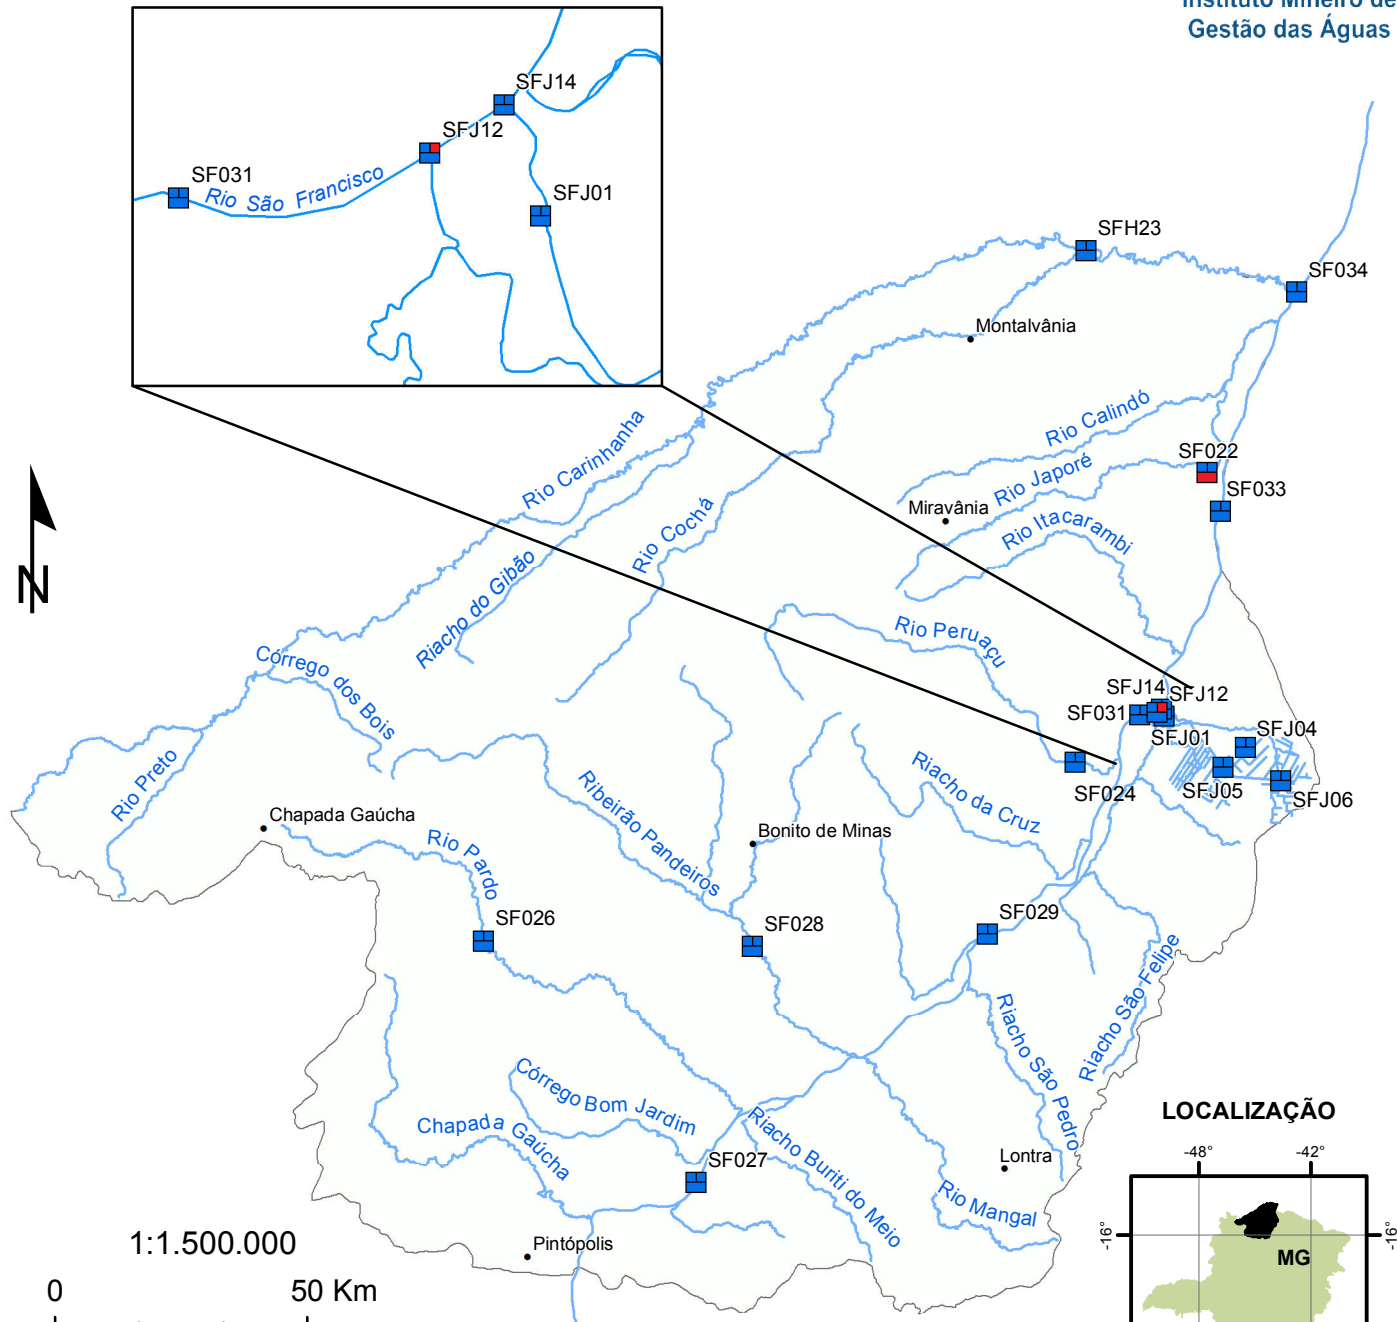 Instituto Mineiro de
Gestão das Águas
SFJ14
SFJ12
SF031
Rio São Francisco
SFJ01
SFH23
SF034
Montalvânia
Rio Calindó
Rio Carinhanha
SF022
Rio Japoré
SF033
Rio Cochá
Miravânia
Rio Itacarambi
N
Riacho do Gibão
Rio Peruaçu
Córrego dos Bois
SFJ14
SFJ12
SF031
SFJ01
SFJ04
Rio Preto
SFJ05
SFJ06
SF024
Riacho da Cruz
Chapada Gaúcha
Ribeirão Pandeiros
Bonito de Minas
Rio Pardo
SF026
SF028
SF029
Riacho São Felipe
Riacho São Pedro
Córrego Bom Jardim
Chapada Gaúcha
Riacho Buriti do Meio
LOCALIZAÇÃO
SF027
Lontra
-48°
-42°
Rio Mangal
-16°
-16°
1:1.500.000
Pintópolis
MG
0
50 Km